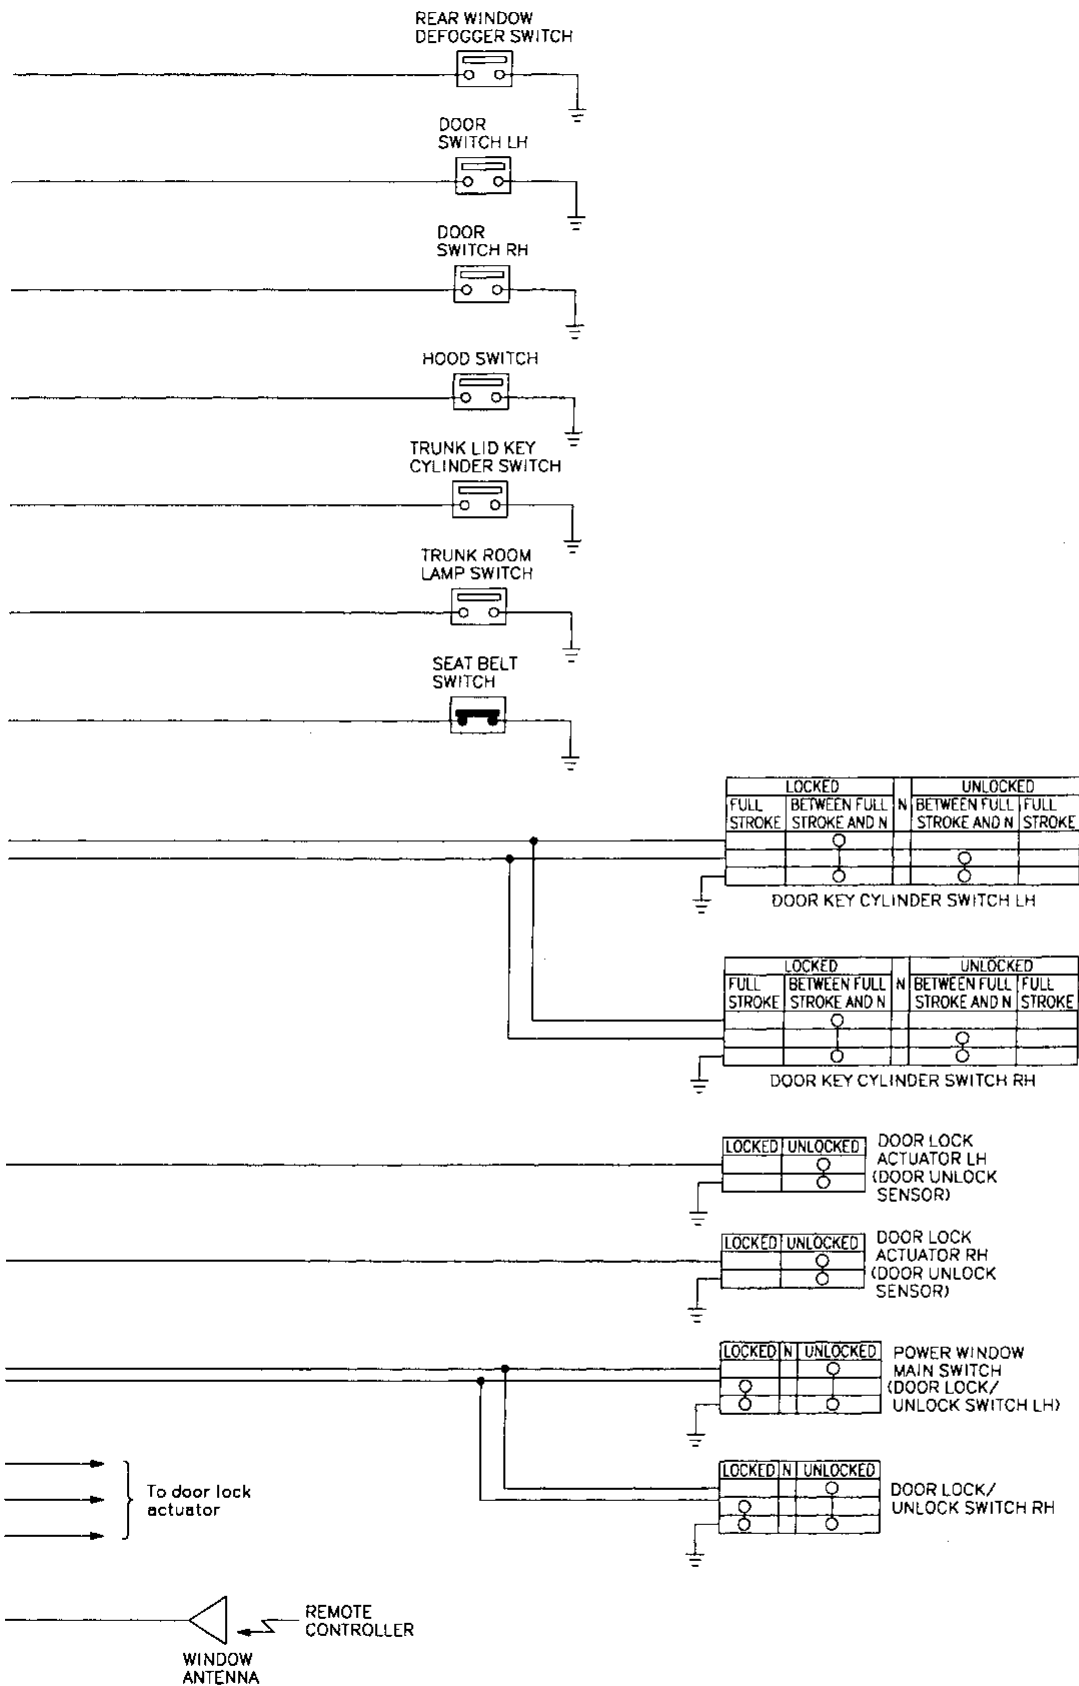 REAR WINDOW
DEFOGGER SWITCH
DOOR
SWITCH LH
DOOR
SWITCH RH
HOOD SWITCH
TRUNK LID KEY
CYLINDER SWITCH
TRUNK ROOM
LAMP SWITCH
SEAT BELT
SWITCH
LOCKED N UNLOCKED
FULL STROKE
BETWEEN FULL STROKE AND N
BETWEEN FULL STROKE AND N
FULL STROKE
DOOR KEY CYLINDER SWITCH LH
LOCKED N UNLOCKED
FULL STROKE
BETWEEN FULL STROKE AND N
BETWEEN FULL STROKE AND N
FULL STROKE
DOOR KEY CYLINDER SWITCH RH
LOCKED UNLOCKED
DOOR LOCK
ACTUATOR LH
(DOOR UNLOCK
SENSOR)
LOCKED UNLOCKED
DOOR LOCK
ACTUATOR RH
(DOOR UNLOCK
SENSOR)
LOCKED N UNLOCKED
POWER WINDOW
MAIN SWITCH
(DOOR LOCK/
UNLOCK SWITCH LH)
LOCKED N UNLOCKED
DOOR LOCK/
UNLOCK SWITCH RH
To door lock
actuator
REMOTE
CONTROLLER
WINDOW
ANTENNA